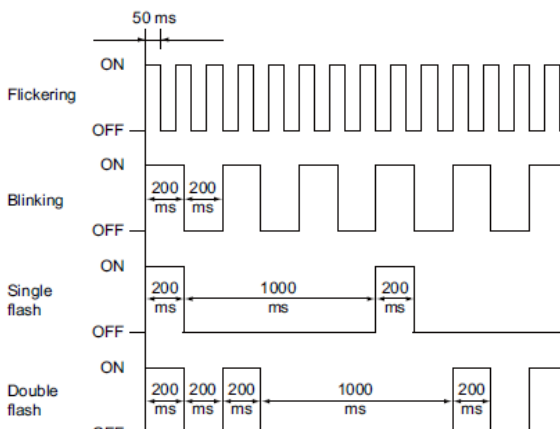 50 ms
ON
Flickering
OFF
ON
200 200
Blinking
ms ms
OFF
ON
Single 200 1000 200
flash ms ms ms
OFF
ON
Double 200 200 200 1000 200
flash ms ms ms ms ms
OFF